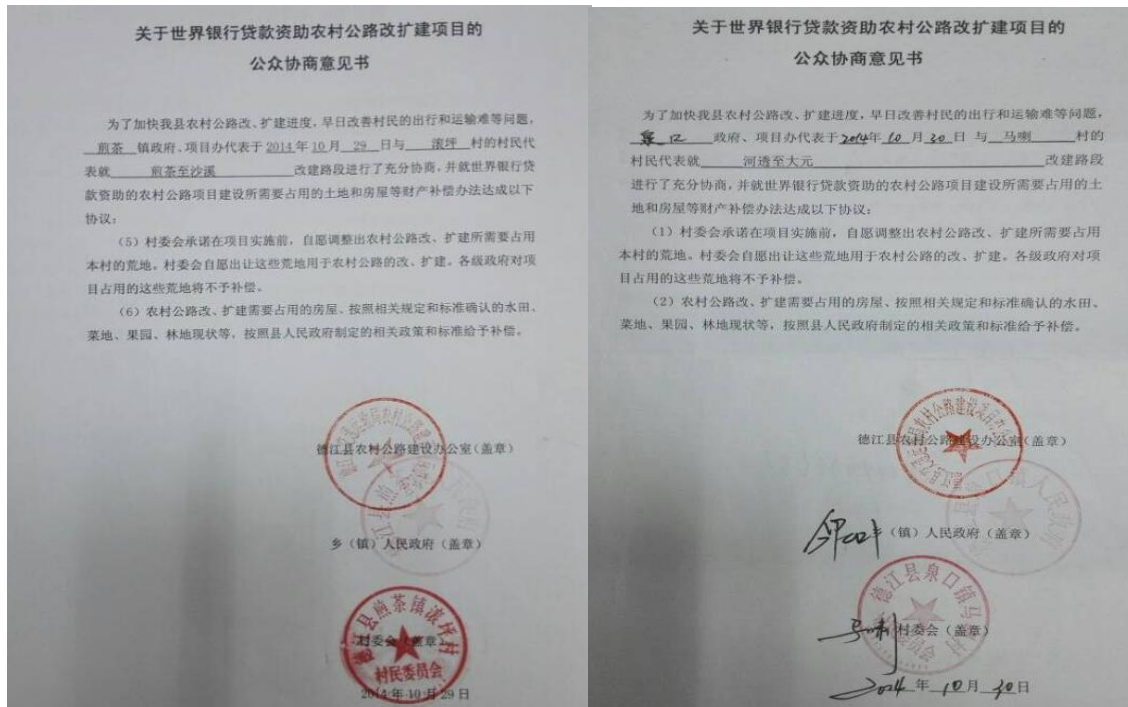 关于世界银行贷款资助农村公路改扩建项目的
公众协商意见书
为了加快我县农村公路改、扩建进度，早日改善村民的出行和运输难等问题，
煎茶 镇政府、项目办代表于 2014 年 10 月 29 日与 滚坪 村的村民代
表就 煎茶至沙溪 改建路段进行了充分协商，并就世界银行贷
款资助的农村公路项目建设所需要占用的土地和房屋等财产补偿办法达成以下
协议：
（5）村委会承诺在项目实施前，自愿调整出农村公路改、扩建所需要占用
本村的荒地。村委会自愿出让这些荒地用于农村公路的改、扩建。各级政府对项
目占用的这些荒地将不予补偿。
（6）农村公路改、扩建需要占用的房屋、按照相关规定和标准确认的水田、
菜地、果园、林地现状等，按照县人民政府制定的相关政策和标准给予补偿。
德江县农村公路建设办公室（盖章）
乡（镇）人民政府（盖章）
德江县煎茶镇滚坪村
村委会（盖章）
村民委员会
2014 年 10 月 29 日
关于世界银行贷款资助农村公路改扩建项目的
公众协商意见书
为了加快我县农村公路改、扩建进度，早日改善村民的出行和运输难等问题，
口 政府、项目办代表于 2014 年 10 月 30 日 与 马喇 村的
村民代表就 河透至大元 改建路段
进行了充分协商，并就世界银行贷款资助的农村公路项目建设所需要占用的土
地和房屋等财产补偿办法达成以下协议：
（1）村委会承诺在项目实施前，自愿调整出农村公路改、扩建所需要占用
本村的荒地。村委会自愿出让这些荒地用于农村公路的改、扩建。各级政府对项
目占用的这些荒地将不予补偿。
（2）农村公路改、扩建需要占用的房屋、按照相关规定和标准确认的水田、
菜地、果园、林地现状等，按照县人民政府制定的相关政策和标准给予补偿。
德江县农村公路建设办公室（盖章）
（镇）人民政府（盖章）
德江县泉口镇马喇村
马喇 村委会（盖章）
2014 年 10 月 30 日